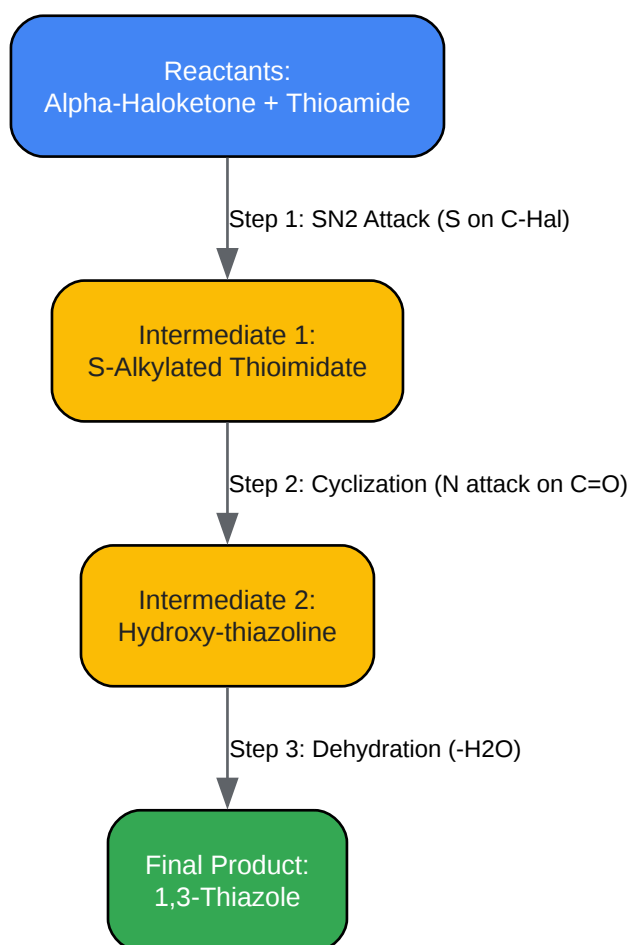 Reactants:
Alpha-Haloketone + Thioamide
Step 1: SN2 Attack (S on C-Hal)
Intermediate 1:
S-Alkylated Thioimidate
Step 2: Cyclization (N attack on C=O)
Intermediate 2:
Hydroxy-thiazoline
Step 3: Dehydration (-H2O)
Final Product:
1,3-Thiazole